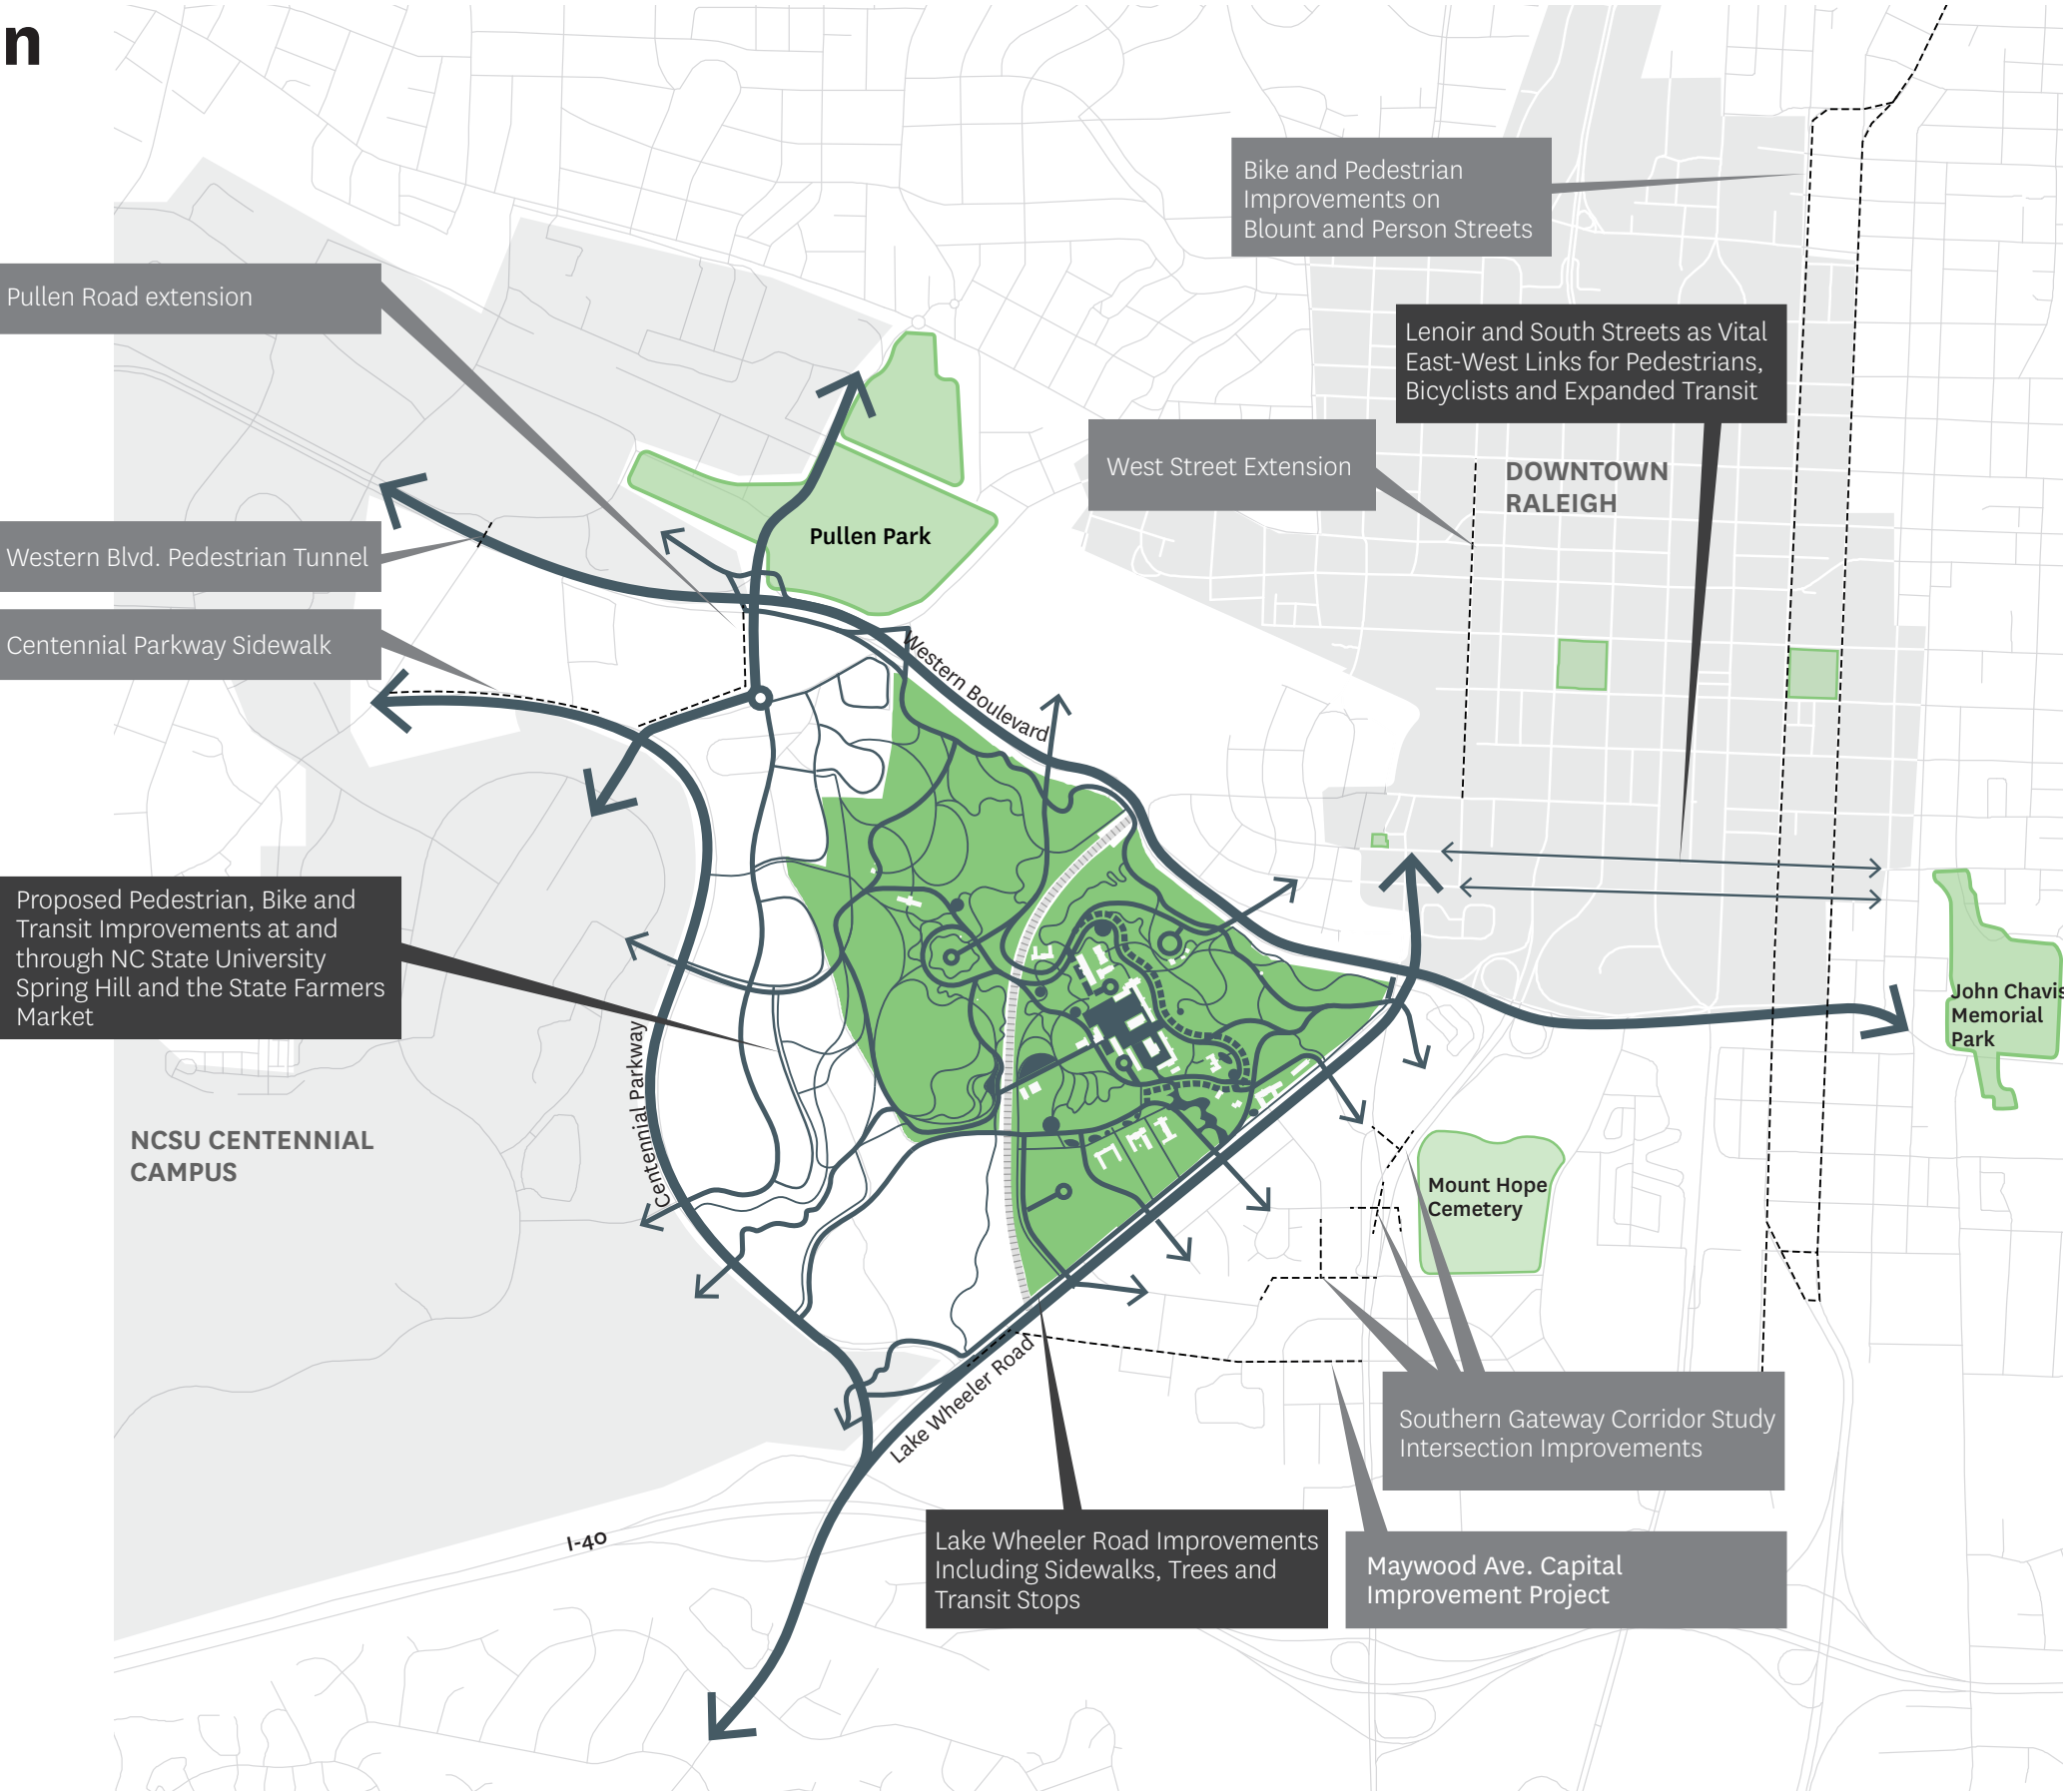 n
Bike and Pedestrian
Improvements on
Blount and Person Streets
Pullen Road extension
Lenoir and South Streets as Vital
East-West Links for Pedestrians,
Bicyclists and Expanded Transit
West Street Extension
DOWNTOWN
RALEIGH
Pullen Park
Western Blvd. Pedestrian Tunnel
Centennial Parkway Sidewalk
Western Boulevard
Proposed Pedestrian, Bike and
Transit Improvements at and
through NC State University
Spring Hill and the State Farmers
Market
John Chavis
Memorial
Park
Centennial Parkway
NCSU CENTENNIAL
CAMPUS
Mount Hope
Cemetery
Lake Wheeler Road
Southern Gateway Corridor Study
Intersection Improvements
I-40
Lake Wheeler Road Improvements
Including Sidewalks, Trees and
Transit Stops
Maywood Ave. Capital
Improvement Project